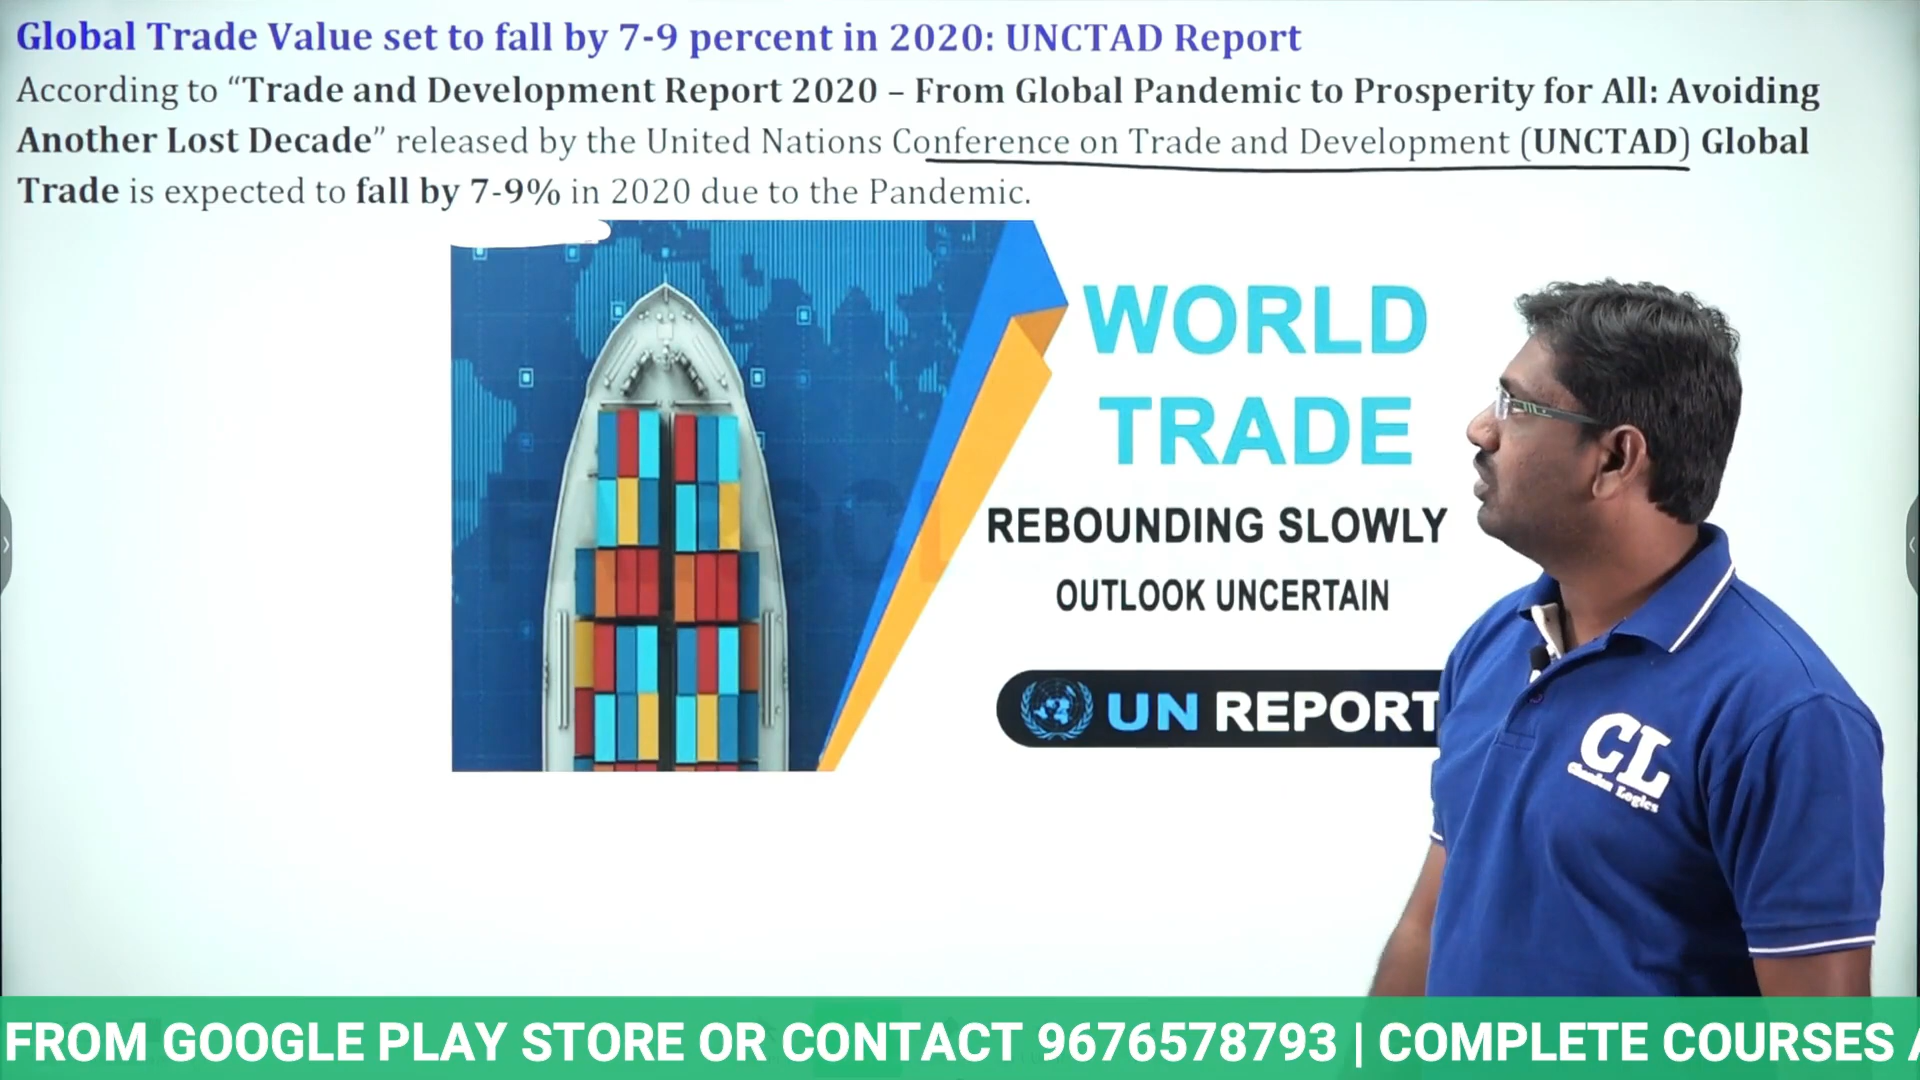 Global Trade Value set to fall by 7-9 percent in 2020: UNCTAD Report
According to “Trade and Development Report 2020 – From Global Pandemic to Prosperity for All: Avoiding
Another Lost Decade” released by the United Nations Conference on Trade and Development (UNCTAD) Global
Trade is expected to fall by 7-9% in 2020 due to the Pandemic.
WORLD
TRADE
REBOUNDING SLOWLY
OUTLOOK UNCERTAIN
UN REPORT
CL
Chandan Logics
FROM GOOGLE PLAY STORE OR CONTACT 9676578793 | COMPLETE COURSES A